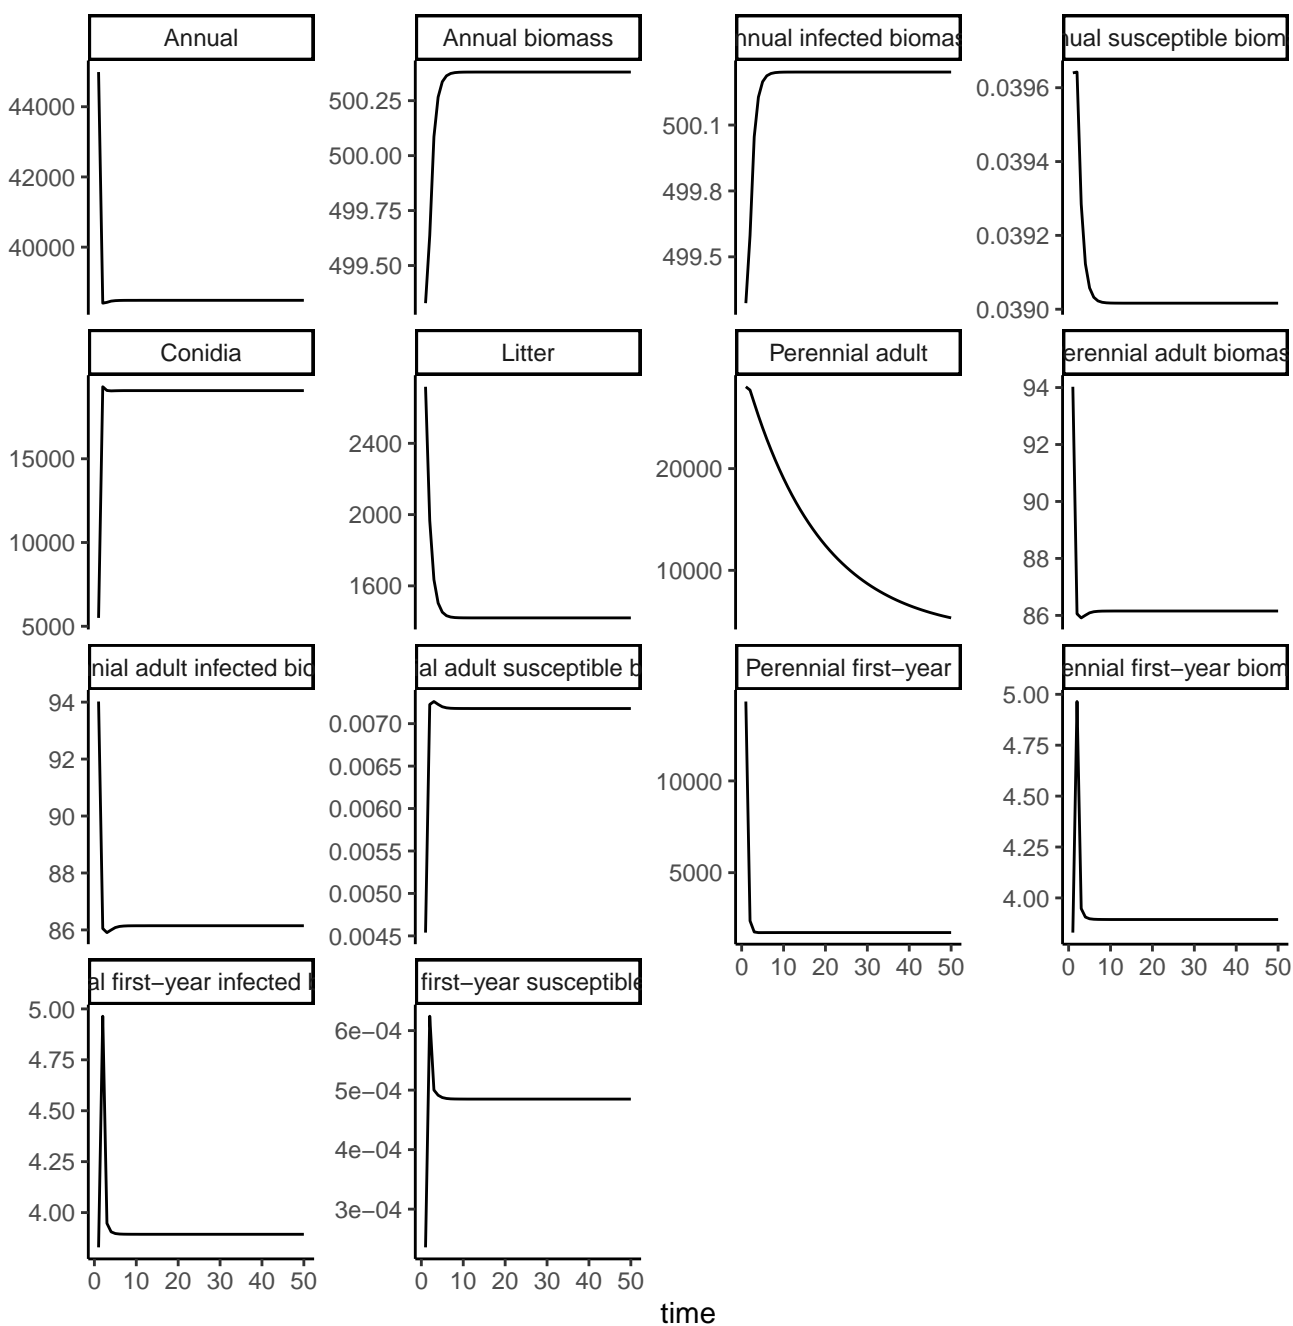 Annual
44000
42000
40000
Annual biomass
500.25
500.00
499.75
499.50
nnual infected biomas
500.1
499.8
499.5
nual susceptible biom
0.0396
0.0394
0.0392
0.0390
Conidia
15000
10000
5000
Litter
2400
2000
1600
Perennial adult
20000
10000
erennial adult biomas
94
92
90
88
86
nial adult infected bio
94
92
90
88
86
al adult susceptible b
0.0070
0.0065
0.0060
0.0055
0.0050
0.0045
Perennial first−year
10000
5000
0 10 20 30 40 50
ennial first−year biom
5.00
4.75
4.50
4.25
4.00
0 10 20 30 40 50
al first−year infected
5.00
4.75
4.50
4.25
4.00
0 10 20 30 40 50
first−year susceptible
6e−04
5e−04
4e−04
3e−04
0 10 20 30 40 50
time